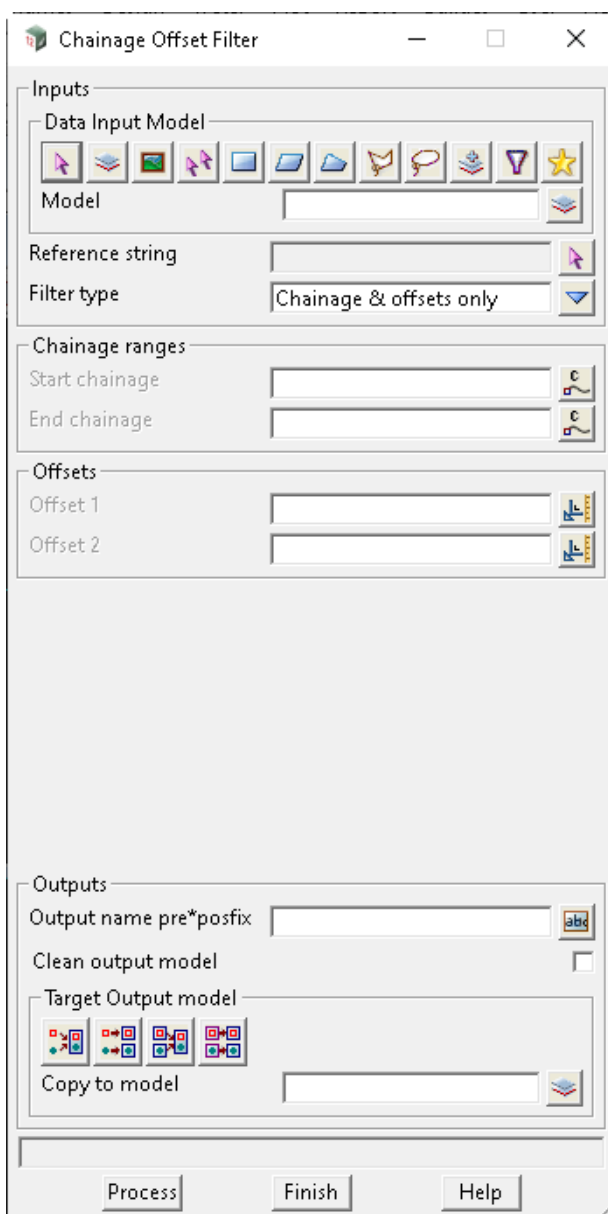 Chainage Offset Filter
Inputs
Data Input Model
Model
Reference string
Filter type Chainage & offsets only
Chainage ranges
Start chainage
End chainage
Offsets
Offset 1
Offset 2
Outputs
Output name pre*posfix abc
Clean output model
Target Output model
Copy to model
Process Finish Help